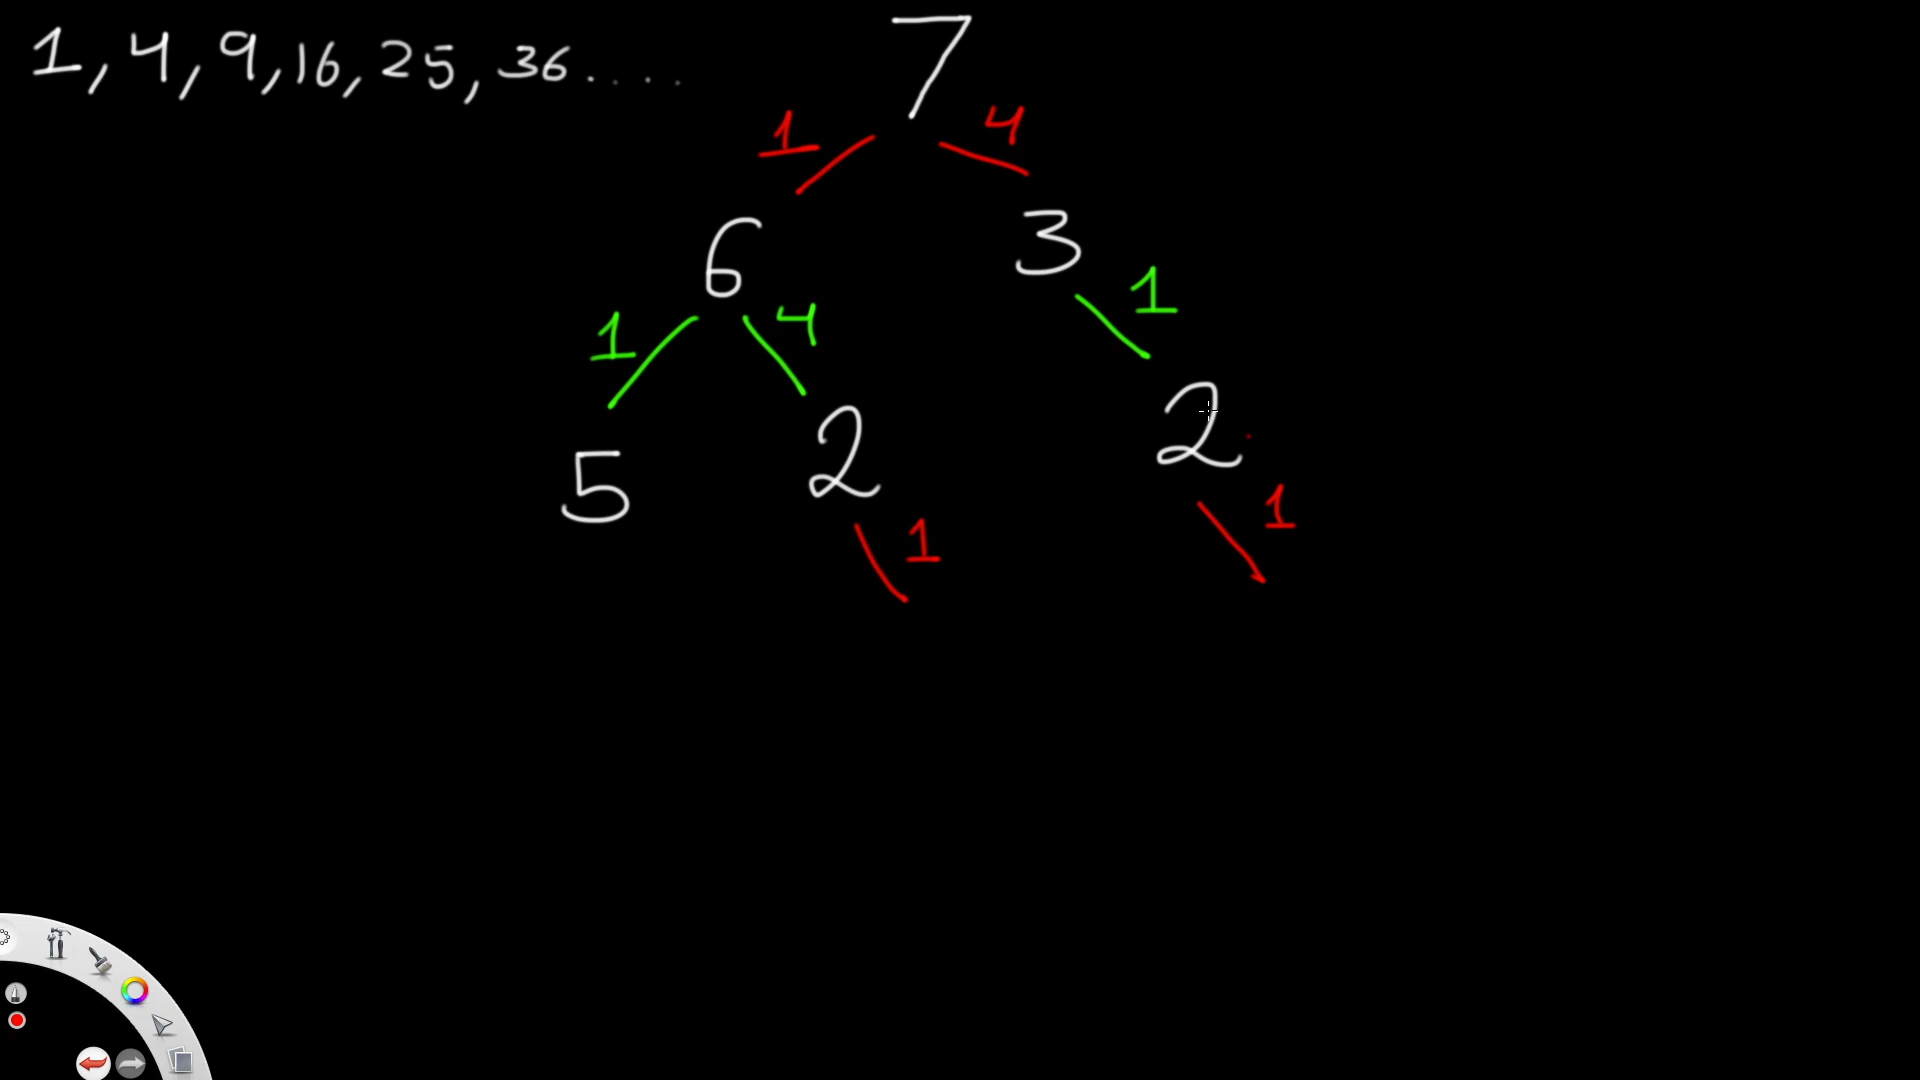 1, 4, 9, 16, 25, 36 . . . .
7
1 4
6 3
1 4 1
5 2 2
1 1